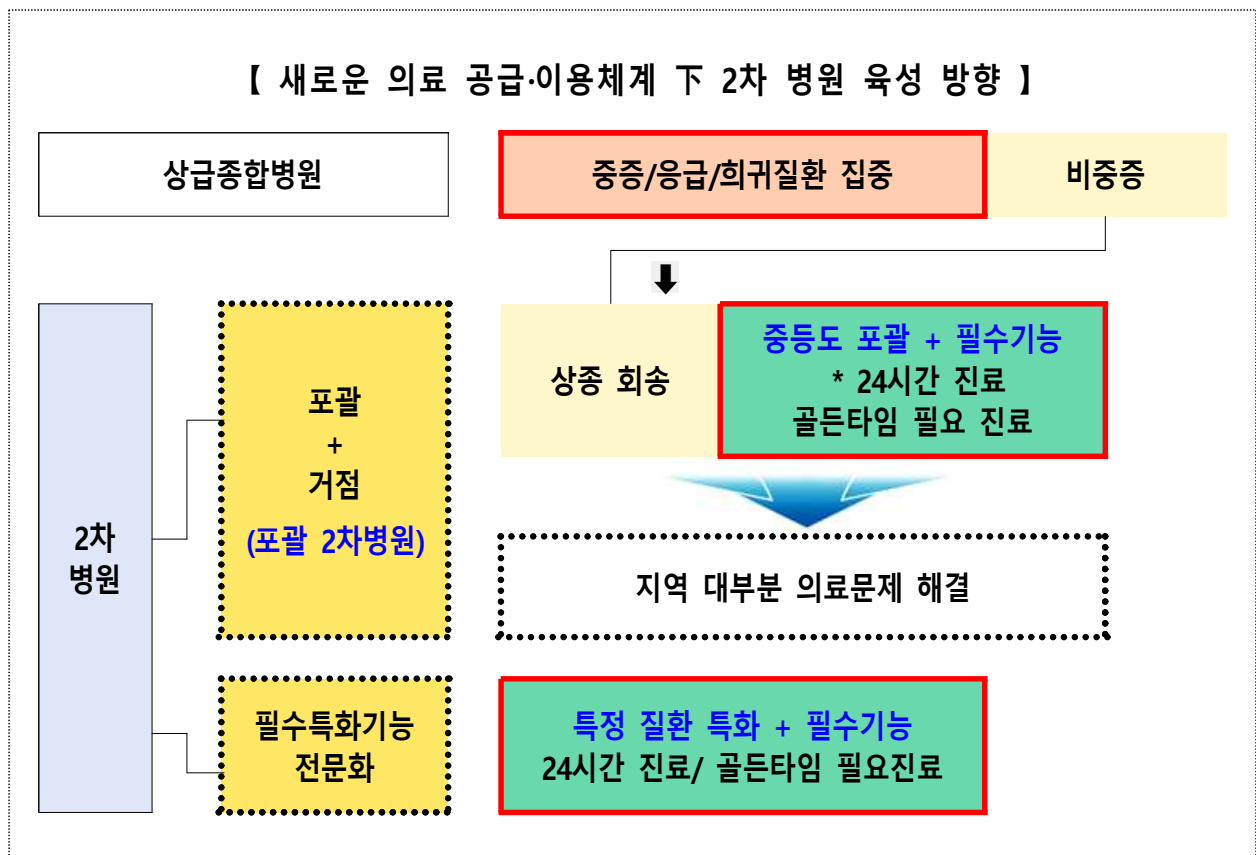 【 새로운 의료 공급·이용체계 下 2차 병원 육성 방향 】
상급종합병원
중증/응급/희귀질환 집중
비중증
2차
병원
포괄
+
거점
(포괄 2차병원)
상종 회송
중등도 포괄 + 필수기능
* 24시간 진료
골든타임 필요 진료
지역 대부분 의료문제 해결
필수특화기능
전문화
특정 질환 특화 + 필수기능
24시간 진료/ 골든타임 필요진료